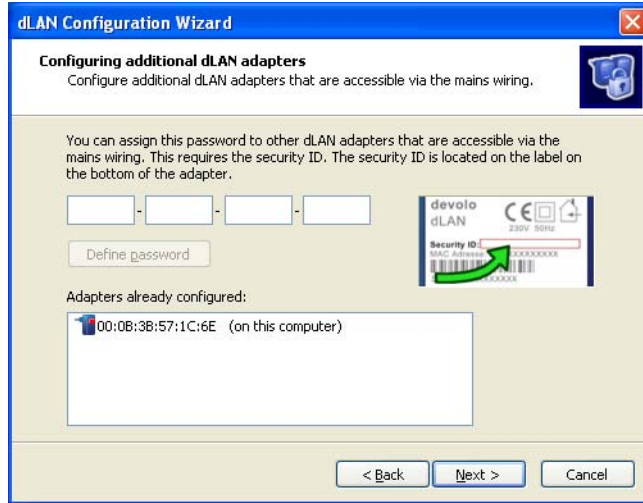 dLAN Configuration Wizard
Configuring additional dLAN adapters
Configure additional dLAN adapters that are accessible via the mains wiring.
You can assign this password to other dLAN adapters that are accessible via the
mains wiring. This requires the security ID. The security ID is located on the label on
the bottom of the adapter.
- - -
devolo
dLAN
CE
230V 50Hz
Security ID:
MAC Adresse
XXXXXXXXX
XXXXXXXXX
Define password
Adapters already configured:
00:0B:3B:57:1C:6E (on this computer)
< Back
Next >
Cancel